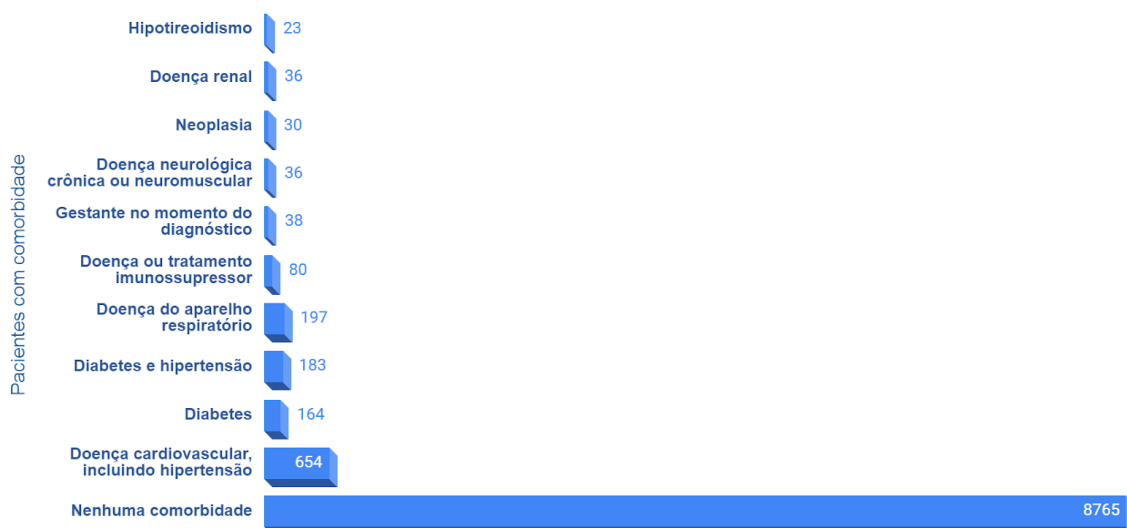 Pacientes com comorbidade
Hipotireoidismo
23
Doença renal
36
Neoplasia
30
Doença neurológica
crônica ou neuromuscular
36
Gestante no momento do
diagnóstico
38
Doença ou tratamento
imunossupressor
80
Doença do aparelho
respiratório
197
Diabetes e hipertensão
183
Diabetes
164
Doença cardiovascular,
incluindo hipertensão
654
Nenhuma comorbidade
8765